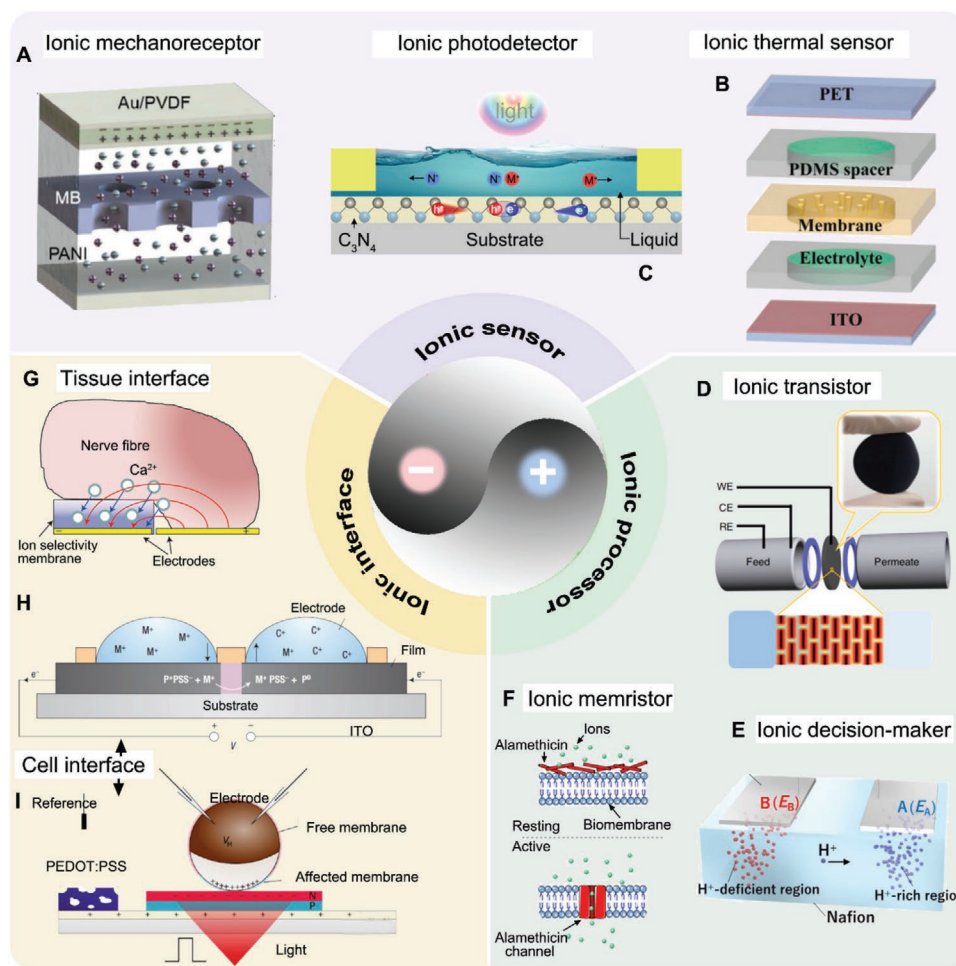 A
Ionic mechanoreceptor
Au/PVDF
MB
PANI
Ionic photodetector
light
N⁻
N⁻
M⁺
M⁺
h⁺
h⁺
e⁻
e⁻
C₃N₄
Substrate
Liquid
C
Ionic thermal sensor
B
PET
PDMS spacer
Membrane
Electrolyte
ITO
Ionic sensor
Ionic interface
Ionic processor
−
+
G
Tissue interface
Nerve fibre
Ca²⁺
Ion selectivity
membrane
−
+
Electrodes
H
Electrode
M⁺
M⁺
M⁺
M⁺
M⁺
C⁺
C⁺
C⁺
C⁺
C⁺
Film
e⁻
P⁺PSS⁻ + M⁺
M⁺ PSS⁻ + P⁰
e⁻
Substrate
+
−
V
ITO
Cell interface
I
Reference
Electrode
V_M
Free membrane
PEDOT:PSS
Affected membrane
N
P
Light
D
Ionic transistor
WE
CE
RE
Feed
Permeate
F
Ionic memristor
Ions
Alamethicin
Resting
Biomembrane
Active
Alamethicin
channel
E
Ionic decision-maker
B (E_B)
A (E_A)
H⁺
H⁺-deficient region
H⁺-rich regio
Nafion